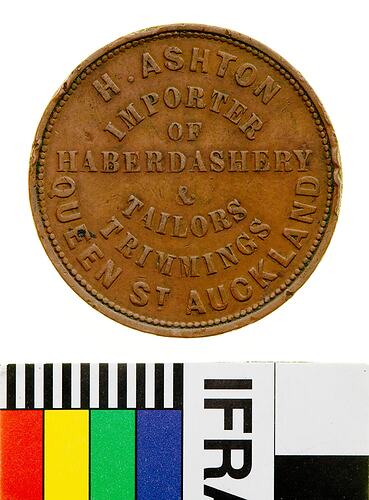 H. ASHTON
IMPORTER
OF
HABERDASHERY
&
TAILORS
TRIMMINGS
QUEEN ST AUCKLAND
IFRA